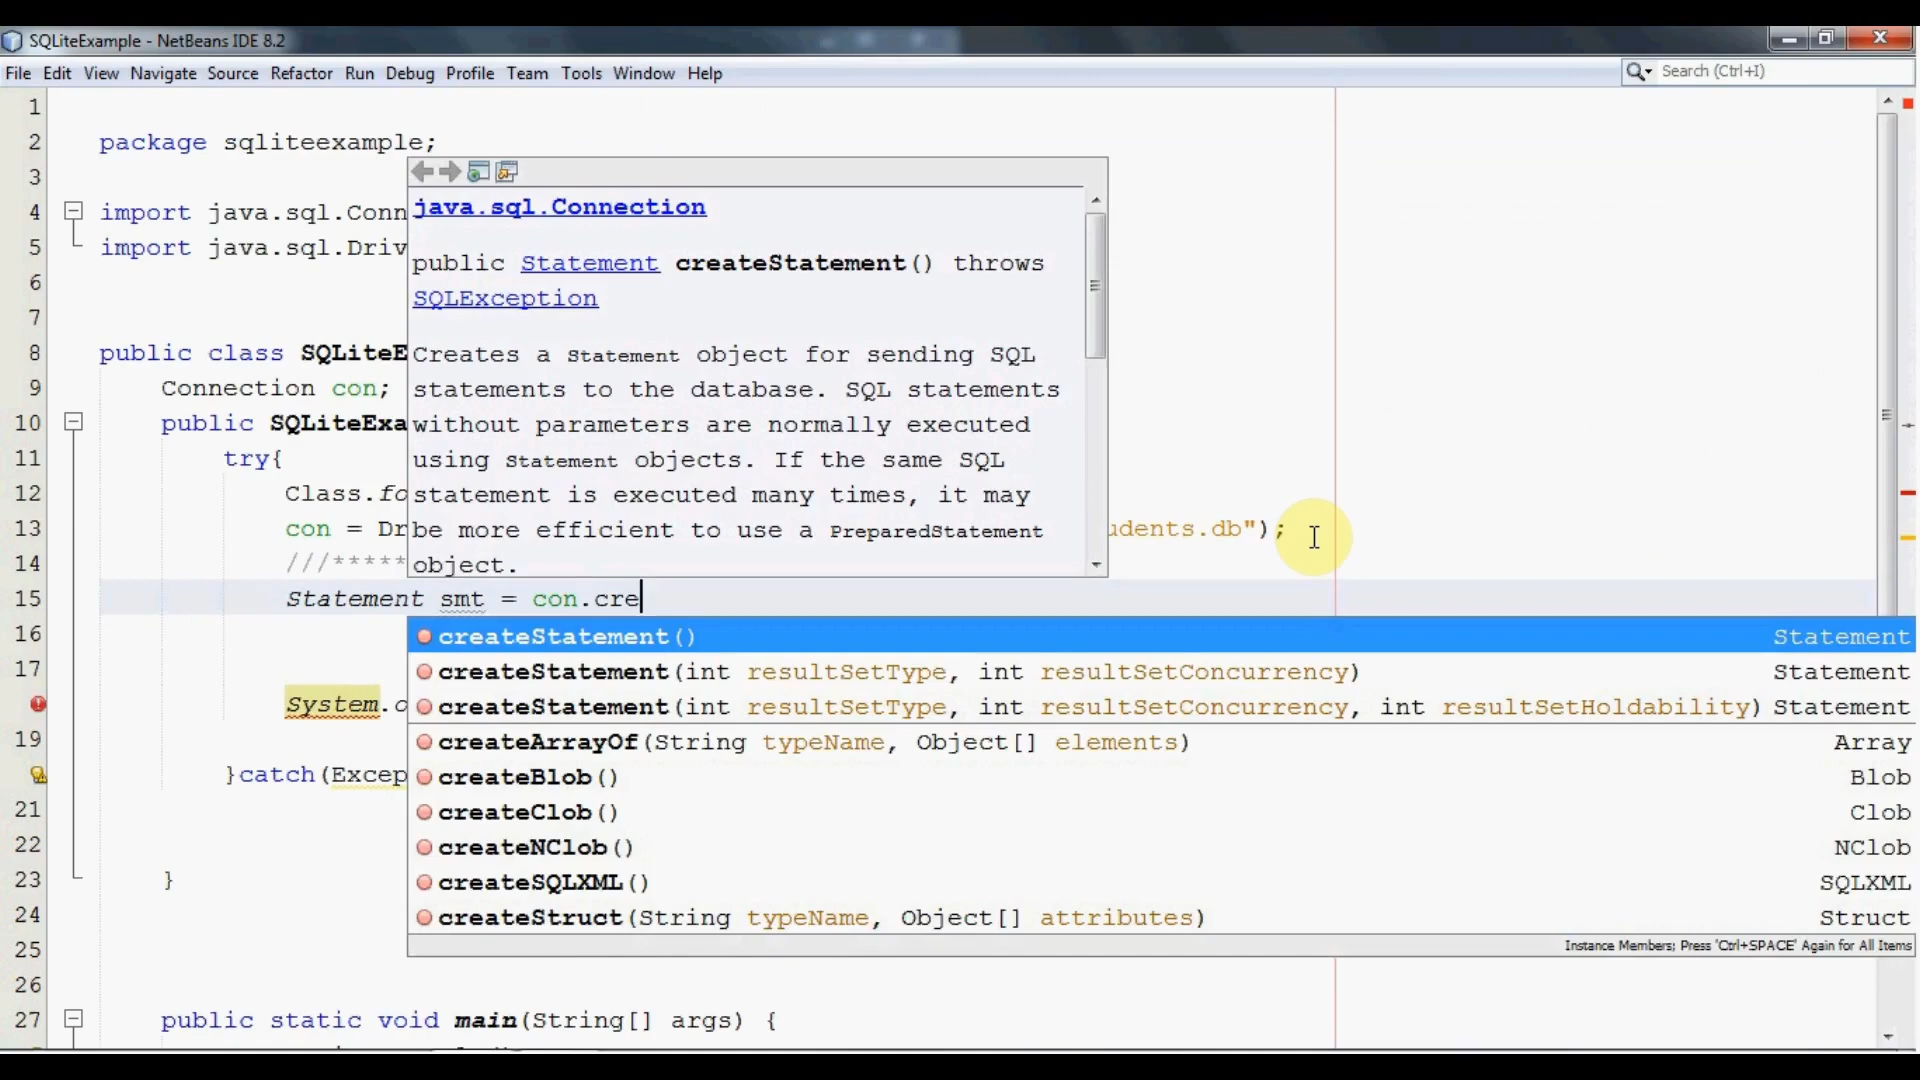 SQLiteExample - NetBeans IDE 8.2
File Edit View Navigate Source Refactor Run Debug Profile Team Tools Window Help
Search (Ctrl+I)
1
2 package sqliteexample;
3
4 import java.sql.Conn
5 import java.sql.Driv
6
7
8 public class SQLiteE
9 Connection con;
10 public SQLiteExa
11 try{
12 Class.fo
13 con = Dr udents.db");
14 ///*****
15 Statement smt = con.cre
16
17
System.o
19
}catch(Excep
21
22
23 }
24
25
26
27 public static void main(String[] args) {
java.sql.Connection
public Statement createStatement() throws
SQLException
Creates a Statement object for sending SQL
statements to the database. SQL statements
without parameters are normally executed
using Statement objects. If the same SQL
statement is executed many times, it may
be more efficient to use a PreparedStatement
object.
createStatement() Statement
createStatement(int resultSetType, int resultSetConcurrency) Statement
createStatement(int resultSetType, int resultSetConcurrency, int resultSetHoldability) Statement
createArrayOf(String typeName, Object[] elements) Array
createBlob() Blob
createClob() Clob
createNClob() NClob
createSQLXML() SQLXML
createStruct(String typeName, Object[] attributes) Struct
Instance Members; Press 'Ctrl+SPACE' Again for All Items